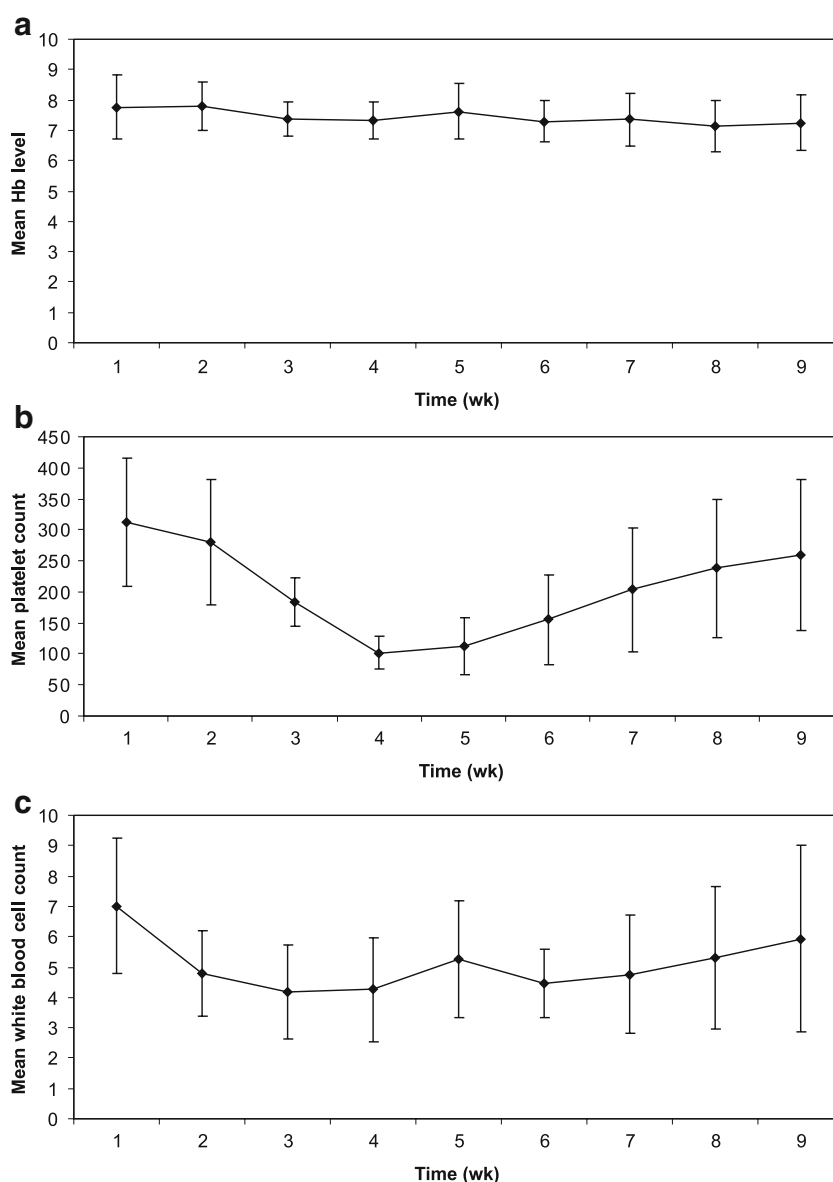 a
Mean Hb level
10
9
8
7
6
5
4
3
2
1
0
1 2 3 4 5 6 7 8 9
Time (wk)
b
Mean platelet count
450
400
350
300
250
200
150
100
50
0
1 2 3 4 5 6 7 8 9
Time (wk)
c
Mean white blood cell count
10
9
8
7
6
5
4
3
2
1
0
1 2 3 4 5 6 7 8 9
Time (wk)